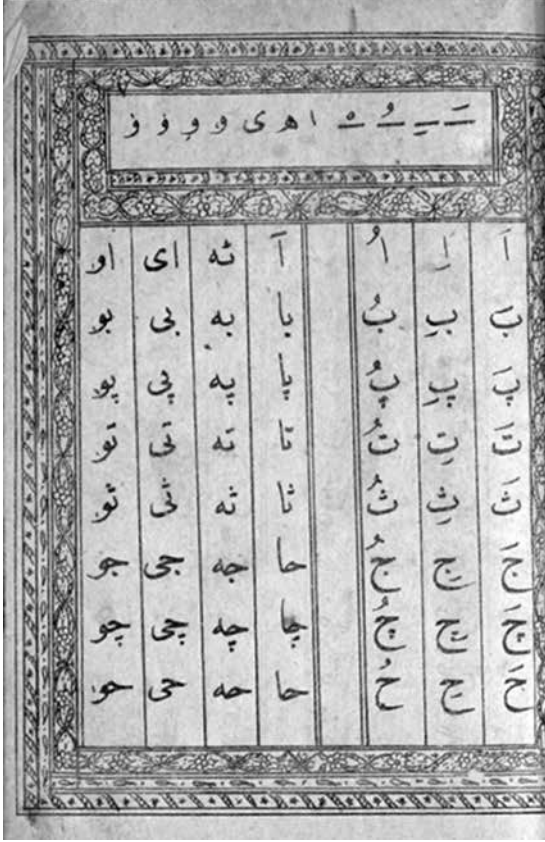 ـَ ـِ ـُ ـْ ا ه ی و و و و
اَ اِ اُ آ ئه ای او
بَ بِ بُ با به بی بو
پَ پِ پُ پا په پی پو
تَ تِ تُ تا ته تی تو
ثَ ثِ ثُ ثا ثه ثی ثو
جَ جِ جُ حا جه جی جو
چَ چِ چُ چا چه چی چو
حَ حِ حُ حا حه حی حو